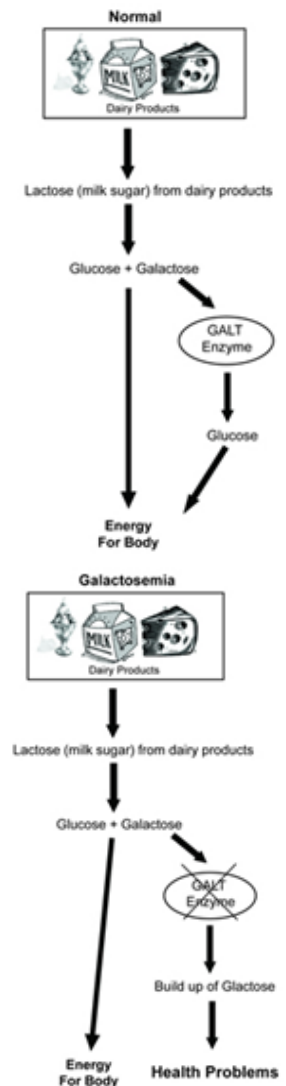 Normal
MILK
Dairy Products
Lactose (milk sugar) from dairy products
Glucose + Galactose
GALT
Enzyme
Glucose
Energy
For Body
Galactosemia
MILK
Dairy Products
Lactose (milk sugar) from dairy products
Glucose + Galactose
GALT
Enzyme
Build up of Glactose
Energy
For Body
Health Problems